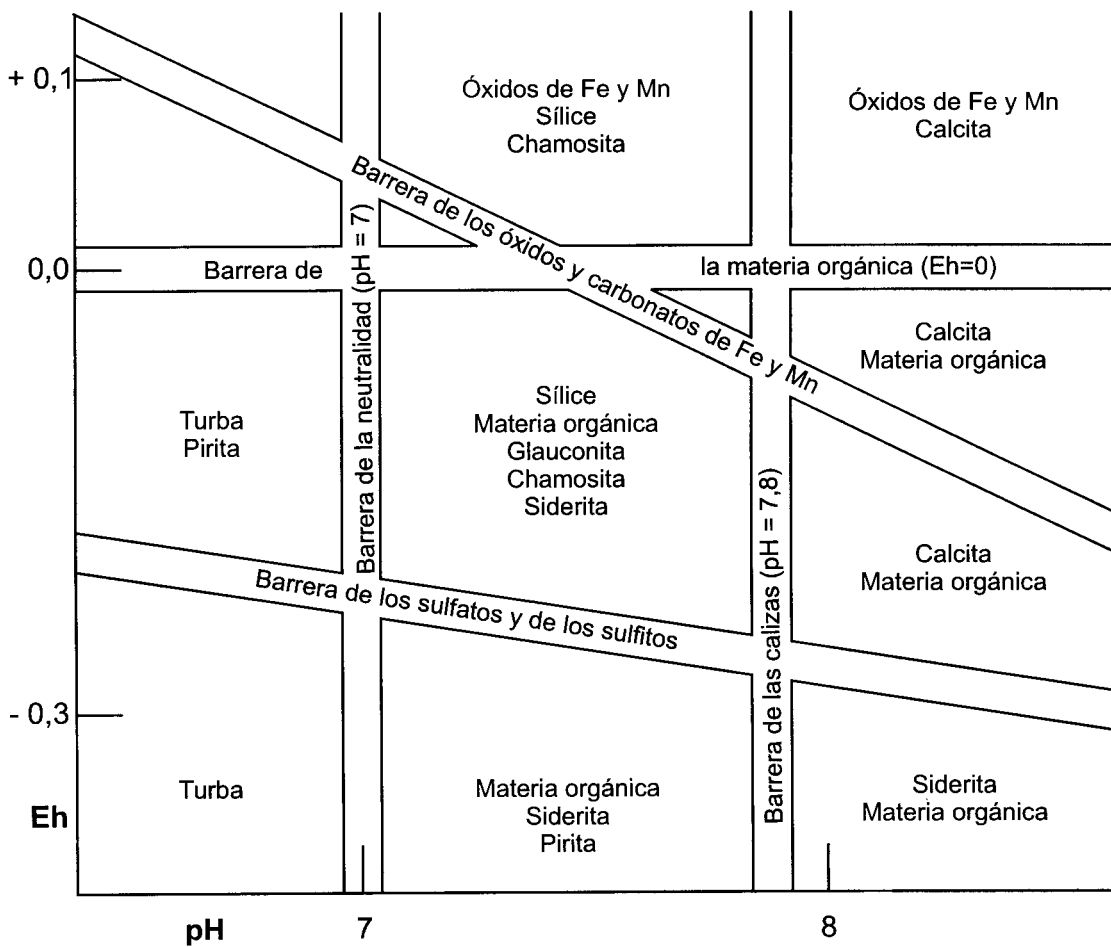 + 0,1
Óxidos de Fe y Mn
Sílice
Chamosita
Óxidos de Fe y Mn
Calcita
Barrera de los óxidos y carbonatos de Fe y Mn
0,0
Barrera de
la materia orgánica (Eh=0)
Barrera de la neutralidad (pH = 7)
Calcita
Materia orgánica
Turba
Pirita
Sílice
Materia orgánica
Glauconita
Chamosita
Siderita
Barrera de las calizas (pH = 7,8)
Calcita
Materia orgánica
Barrera de los sulfatos y de los sulfitos
- 0,3
Turba
Materia orgánica
Siderita
Pirita
Siderita
Materia orgánica
Eh
pH
7
8